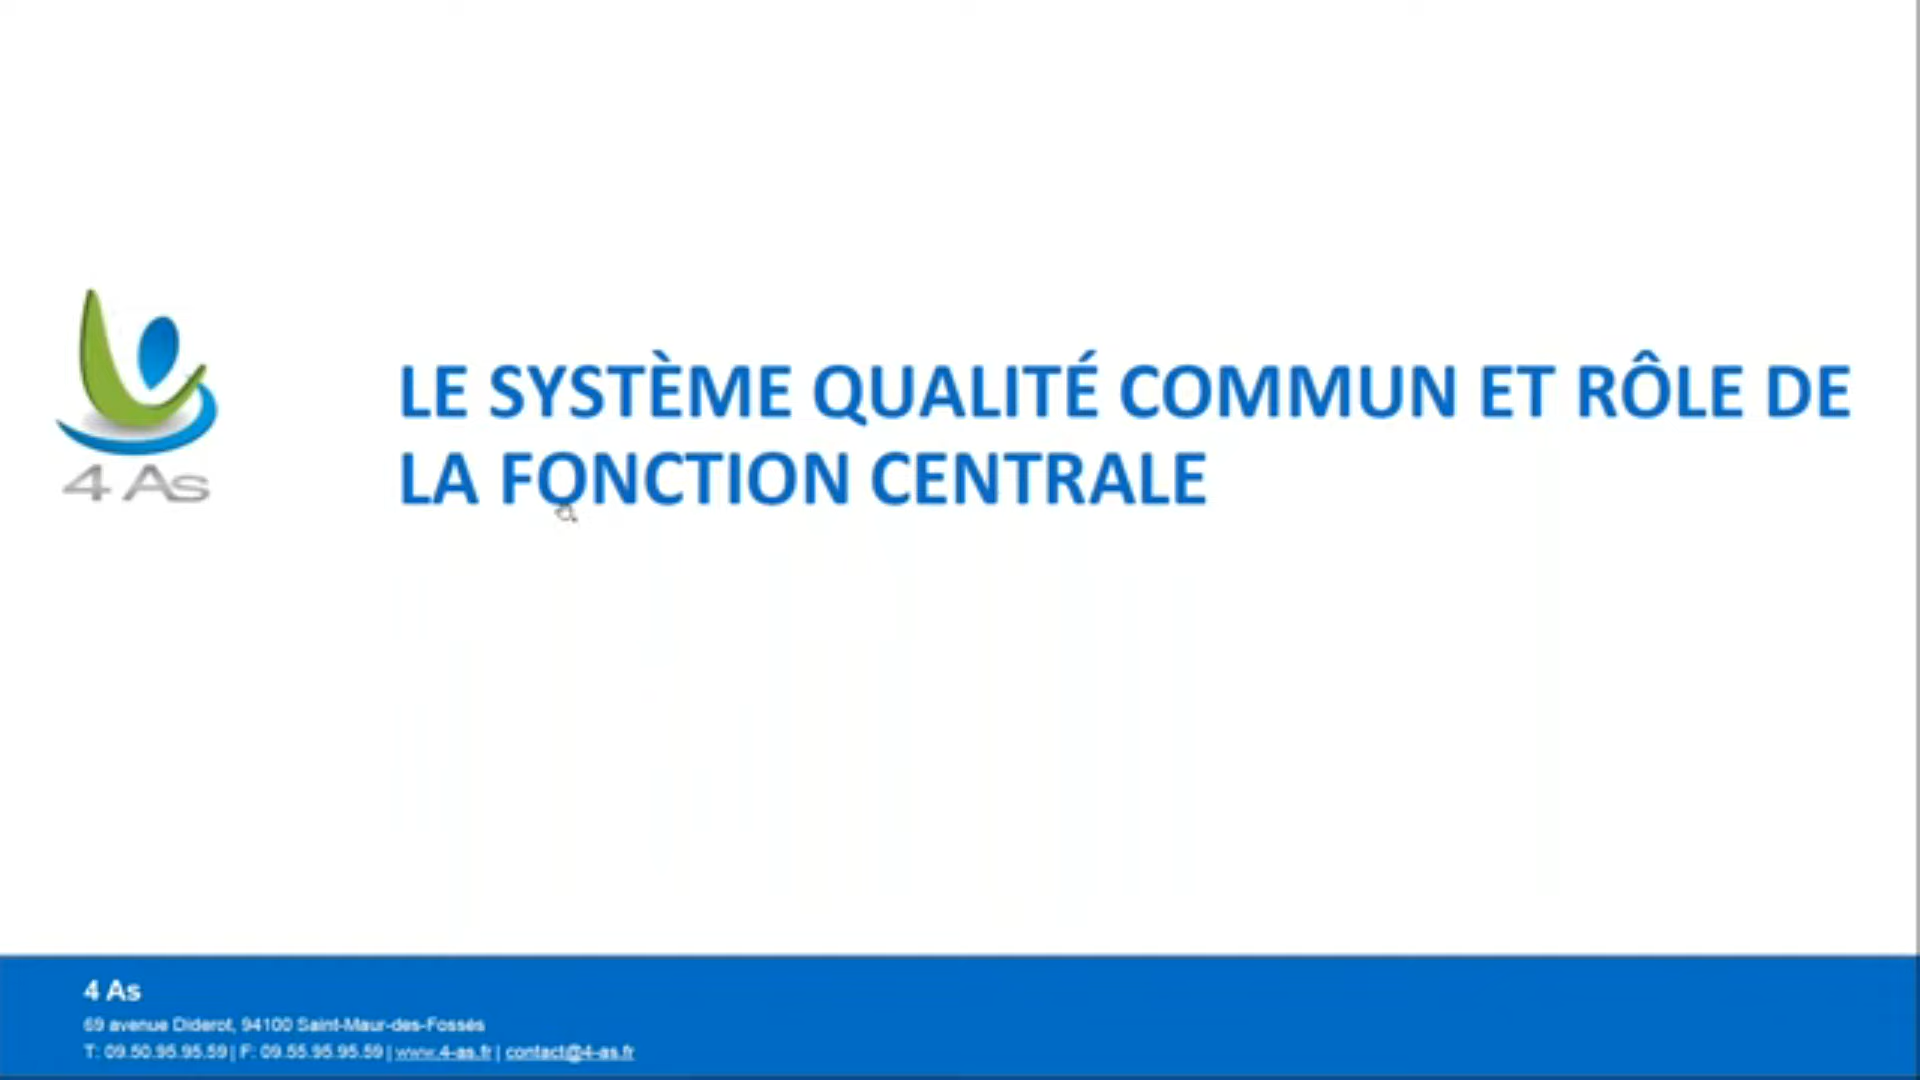 4 As
LE SYSTÈME QUALITÉ COMMUN ET RÔLE DE
LA FONCTION CENTRALE
4 As
69 avenue Diderot, 94100 Saint-Maur-des-Fossés
T: 09.50.95.95.59 | F: 09.55.95.95.59 | www.4-as.fr | contact@4-as.fr